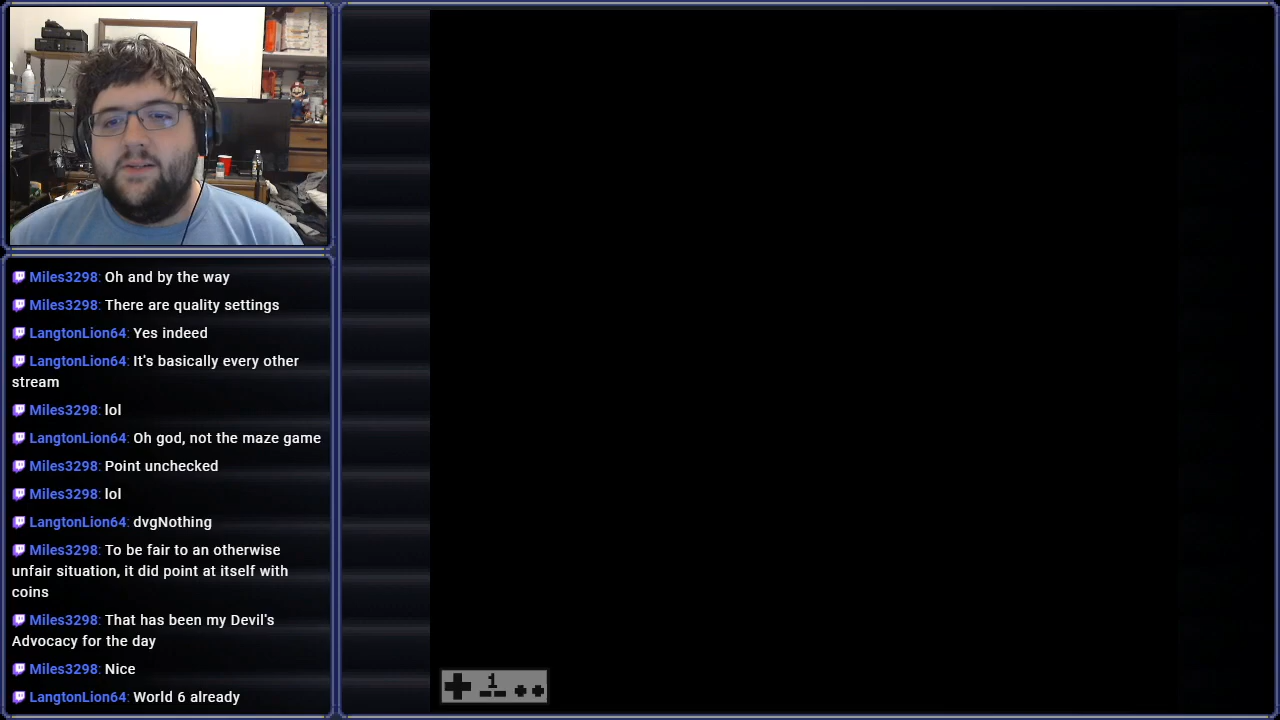 Miles3298: Oh and by the way
Miles3298: There are quality settings
LangtonLion64: Yes indeed
LangtonLion64: It's basically every other
stream
Miles3298: lol
LangtonLion64: Oh god, not the maze game
Miles3298: Point unchecked
Miles3298: lol
LangtonLion64: dvgNothing
Miles3298: To be fair to an otherwise
unfair situation, it did point at itself with
coins
Miles3298: That has been my Devil's
Advocacy for the day
Miles3298: Nice
LangtonLion64: World 6 already
1